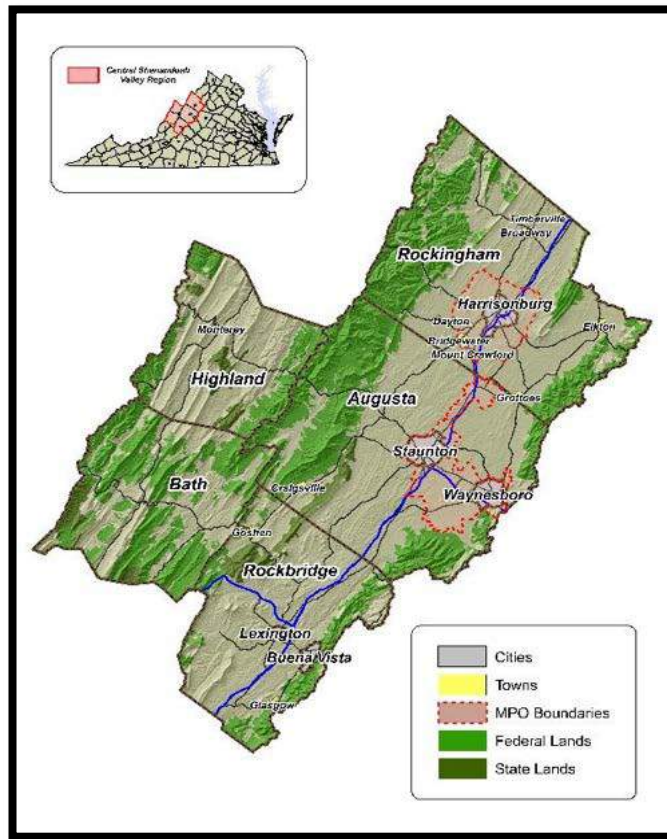 Central Shenandoah
Valley Region
Timberville
Broadway
Rockingham
Harrisonburg
Dayton
Elkton
Bridgewater
Mount Crawford
Monterey
Highland
Augusta
Grottoes
Staunton
Bath
Craigsville
Waynesboro
Goshen
Rockbridge
Lexington
Buena Vista
Glasgow
Cities
Towns
MPO Boundaries
Federal Lands
State Lands